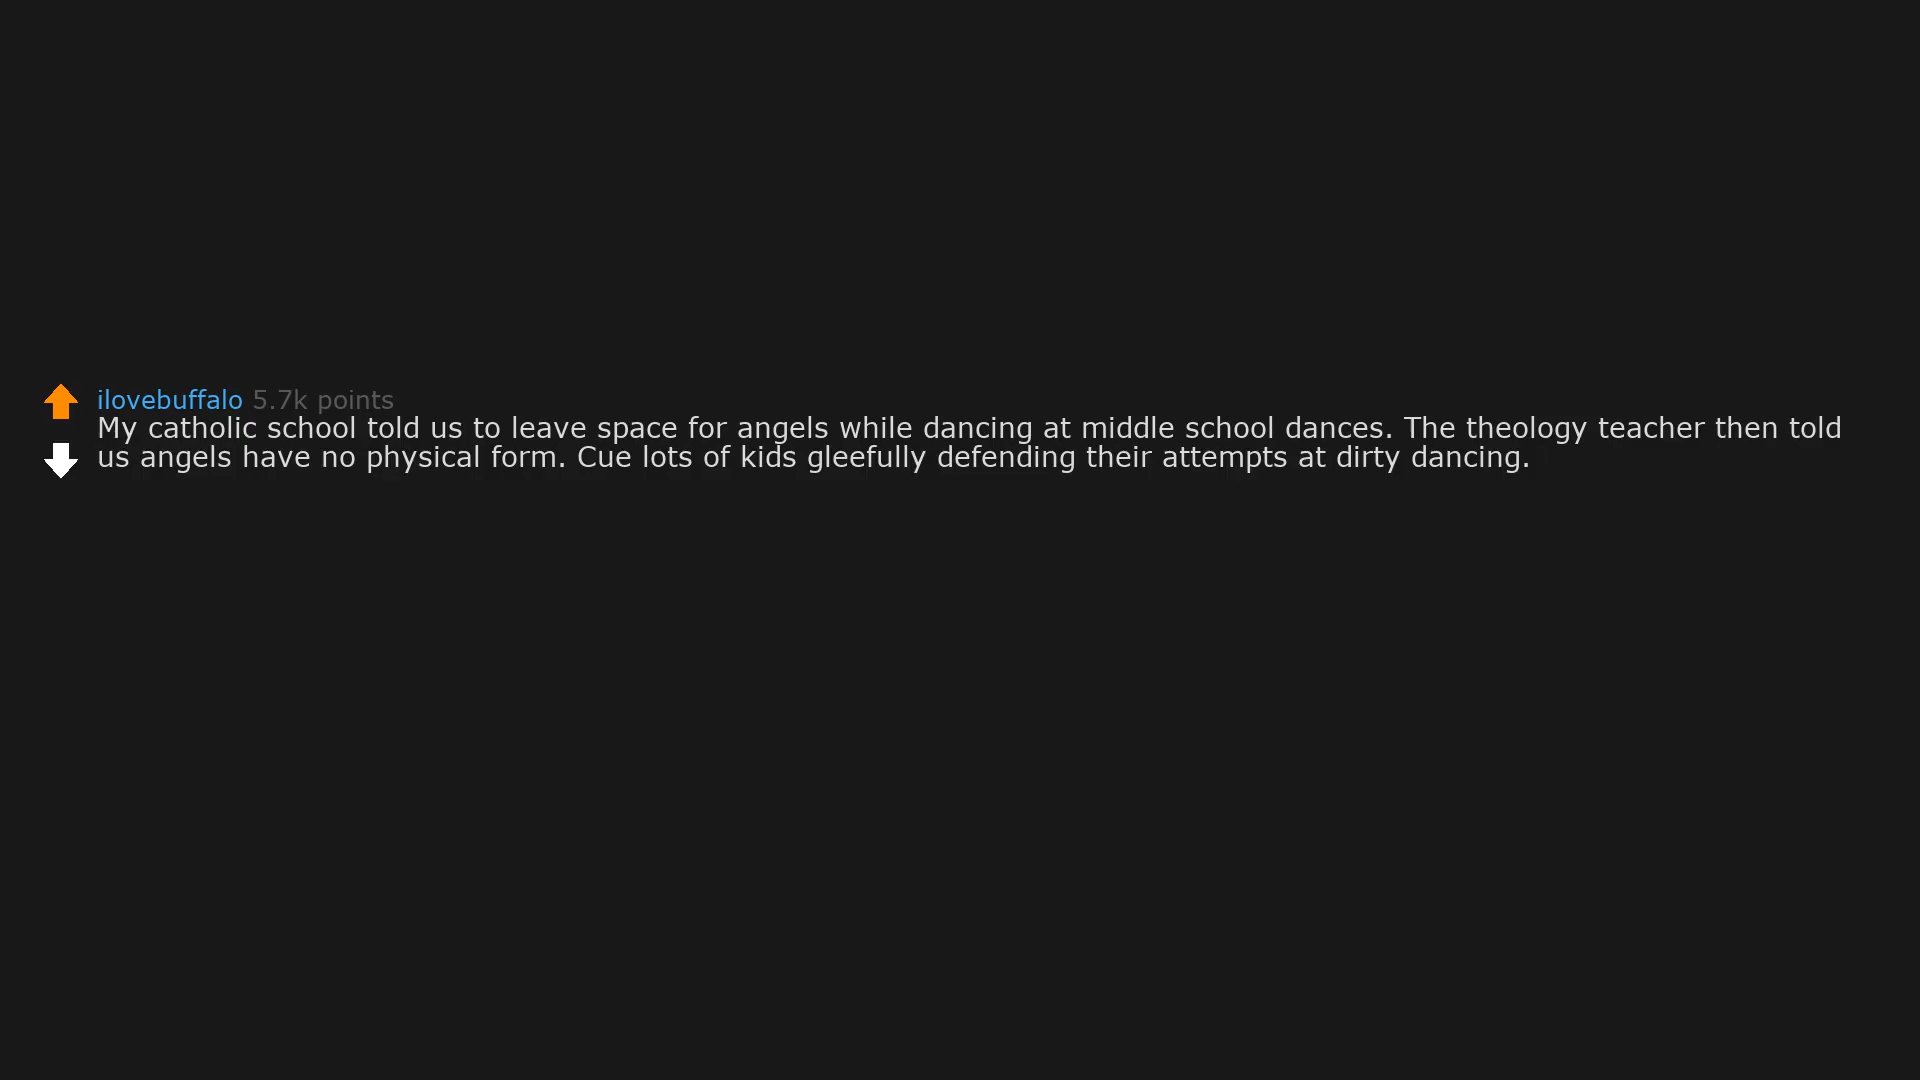 ilovebuffalo 5.7k points
My catholic school told us to leave space for angels while dancing at middle school dances. The theology teacher then told
us angels have no physical form. Cue lots of kids gleefully defending their attempts at dirty dancing.